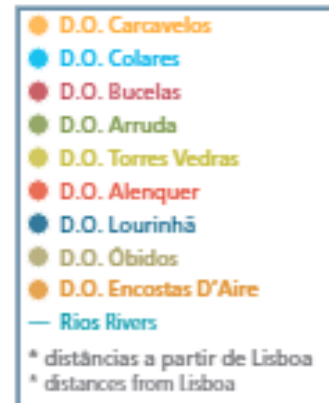 D.O. Carcavelos
D.O. Colares
D.O. Bucelas
D.O. Arruda
D.O. Torres Vedras
D.O. Alenquer
D.O. Lourinhã
D.O. Óbidos
D.O. Encostas D'Aire
— Rios Rivers
* distâncias a partir de Lisboa
* distances from Lisboa